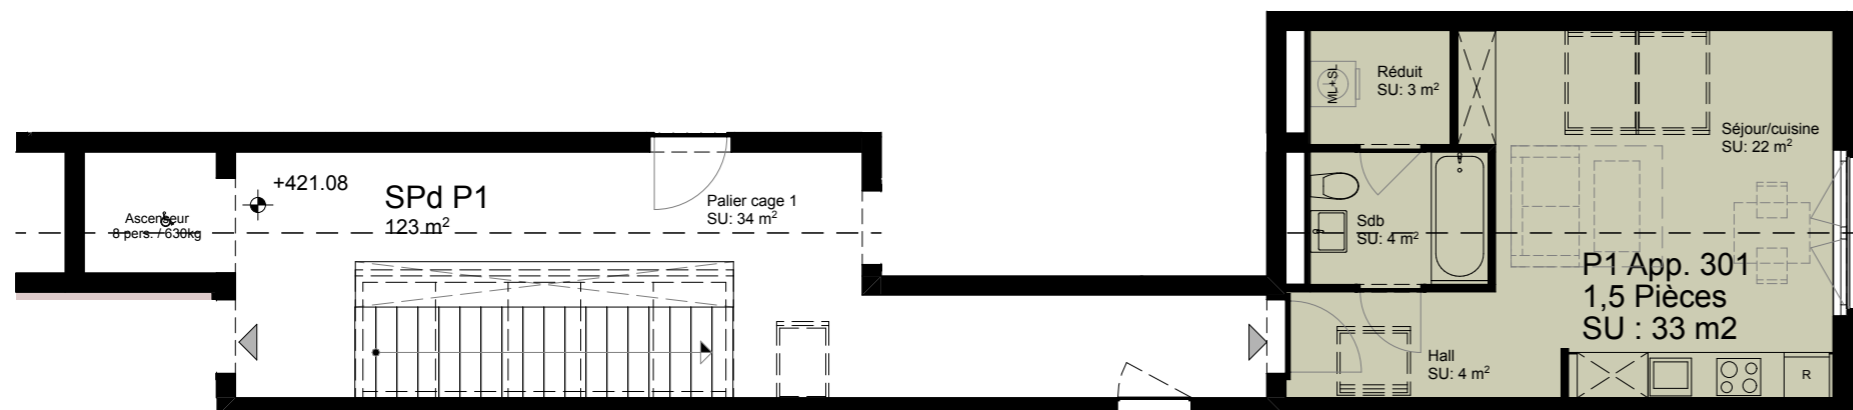 Ascenseur
8 pers. / 630kg
+421.08
SPd P1
123 m²
Palier cage 1
SU: 34 m²
ML+SL
Réduit
SU: 3 m²
Séjour/cuisine
SU: 22 m²
Sdb
SU: 4 m²
P1 App. 301
1,5 Pièces
SU : 33 m2
Hall
SU: 4 m²
R